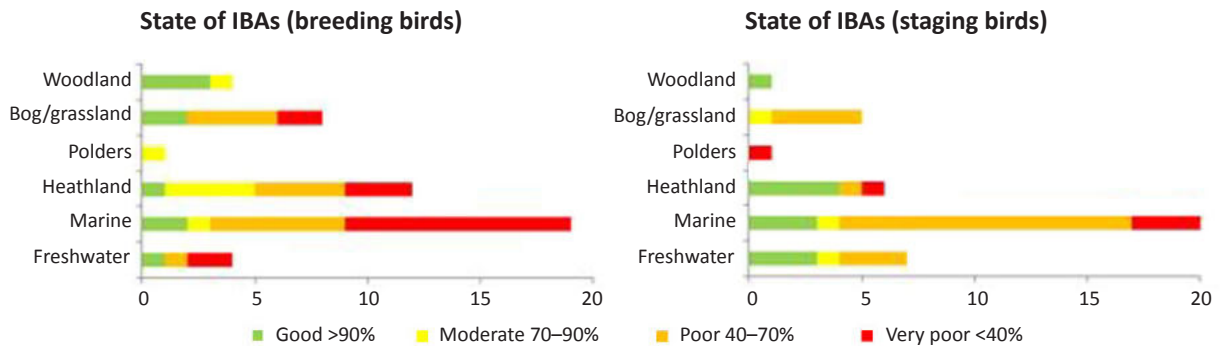 State of IBAs (breeding birds)
Woodland
Bog/grassland
Polders
Heathland
Marine
Freshwater
0 5 10 15 20
State of IBAs (staging birds)
Woodland
Bog/grassland
Polders
Heathland
Marine
Freshwater
0 5 10 15 20
Good >90% Moderate 70–90% Poor 40–70% Very poor <40%